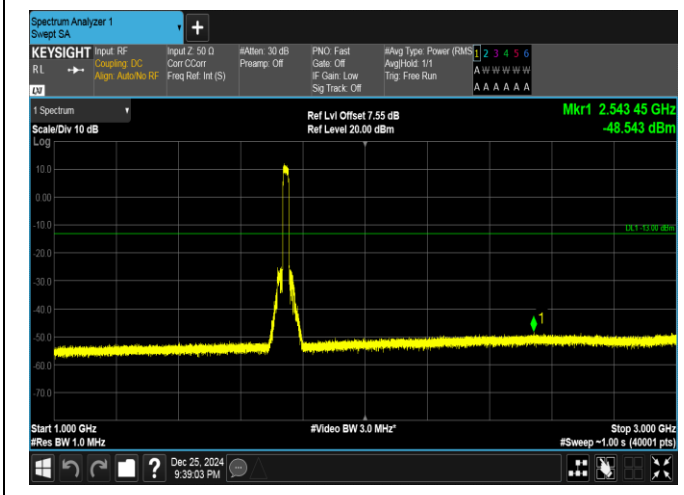 Spectrum Analyzer 1
Swept SA
KEYSIGHT
RL
LXI
Input: RF
Coupling: DC
Align: Auto/No RF
Input Z: 50 Ω
Corr CCorr
Freq Ref: Int (S)
#Atten: 30 dB
Preamp: Off
PNO: Fast
Gate: Off
IF Gain: Low
Sig Track: Off
#Avg Type: Power (RMS
Avg|Hold: 1/1
Trig: Free Run
1 2 3 4 5 6
A W W W W W
A A A A A A
1 Spectrum
Scale/Div 10 dB
Log
Ref Lvl Offset 7.55 dB
Ref Level 20.00 dBm
Mkr1 2.543 45 GHz
-48.543 dBm
10.0
0.00
-10.0
-20.0
-30.0
-40.0
-50.0
-60.0
-70.0
DL1 -13.00 dBm
1
Start 1.000 GHz
#Res BW 1.0 MHz
#Video BW 3.0 MHz*
Stop 3.000 GHz
#Sweep ~1.00 s (40001 pts)
?
Dec 25, 2024
9:39:03 PM